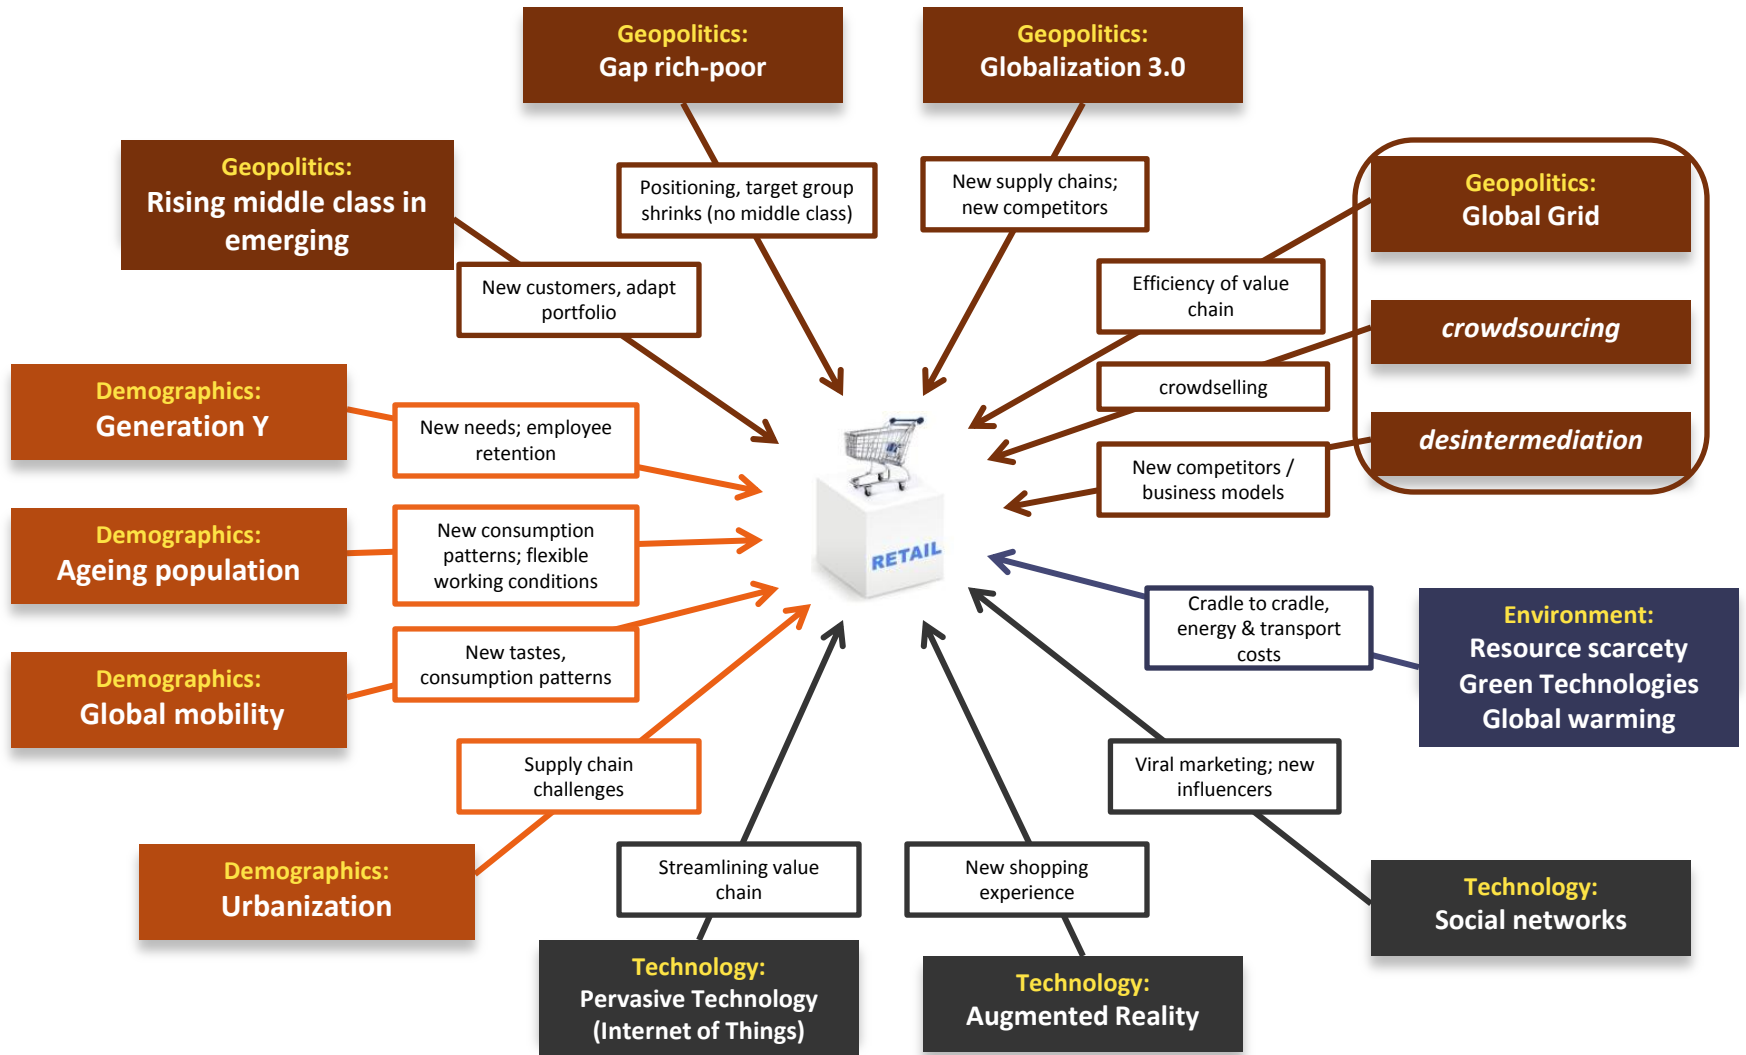 Geopolitics:
Gap rich-poor
Geopolitics:
Globalization 3.0
Geopolitics:
Rising middle class in
emerging
Positioning, target group
shrinks (no middle class)
New supply chains;
new competitors
Geopolitics:
Global Grid
New customers, adapt
portfolio
Efficiency of value
chain
crowdsourcing
crowdselling
desintermediation
New competitors /
business models
Demographics:
Generation Y
New needs; employee
retention
Demographics:
Ageing population
New consumption
patterns; flexible
working conditions
RETAIL
Demographics:
Global mobility
New tastes,
consumption patterns
Cradle to cradle,
energy & transport
costs
Environment:
Resource scarcety
Green Technologies
Global warming
Supply chain
challenges
Viral marketing; new
influencers
Demographics:
Urbanization
Streamlining value
chain
New shopping
experience
Technology:
Social networks
Technology:
Pervasive Technology
(Internet of Things)
Technology:
Augmented Reality